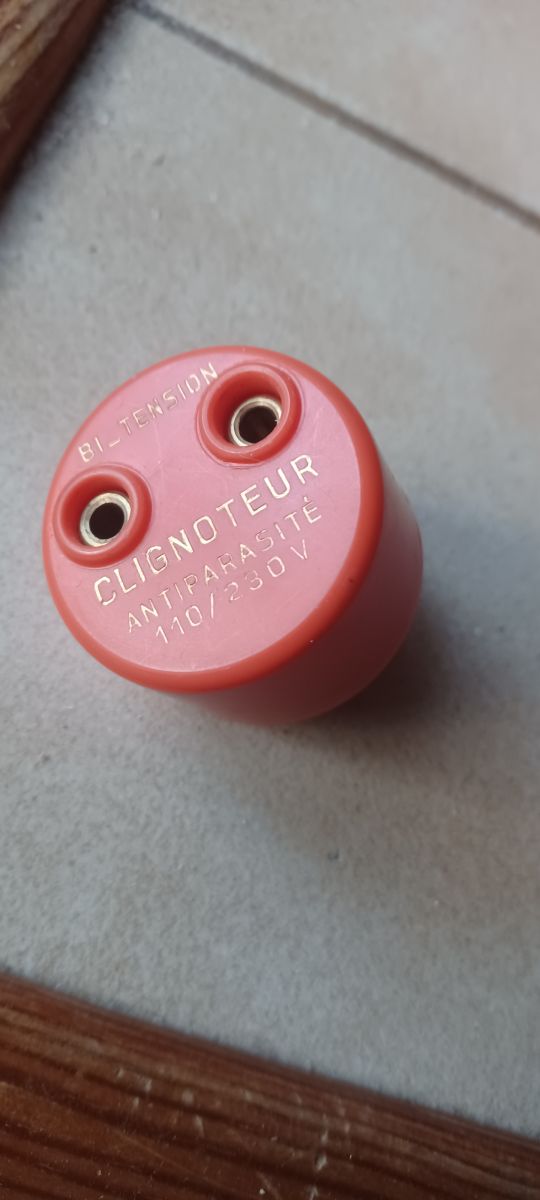 BI_TENSION
CLIGNOTEUR
ANTIPARASITÉ
110/230V